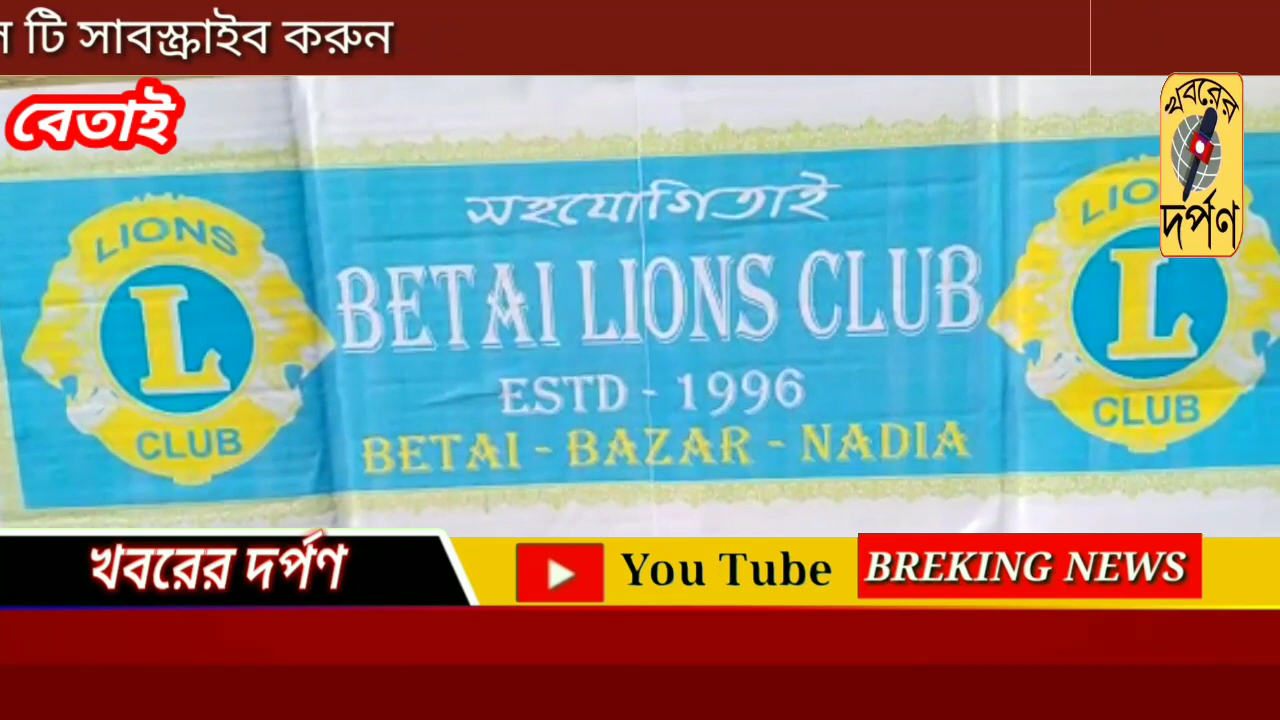 টি সাবস্ক্রাইব করুন
বেতাই
খবরের
দর্পণ
সহযোগিতাই
LIONS
L
CLUB
BETAI LIONS CLUB
ESTD - 1996
BETAI - BAZAR - NADIA
LIO
L
CLUB
খবরের দর্পণ
You Tube
BREKING NEWS